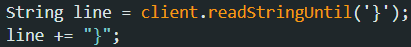 String line = client.readStringUntil('}');
line += "}";